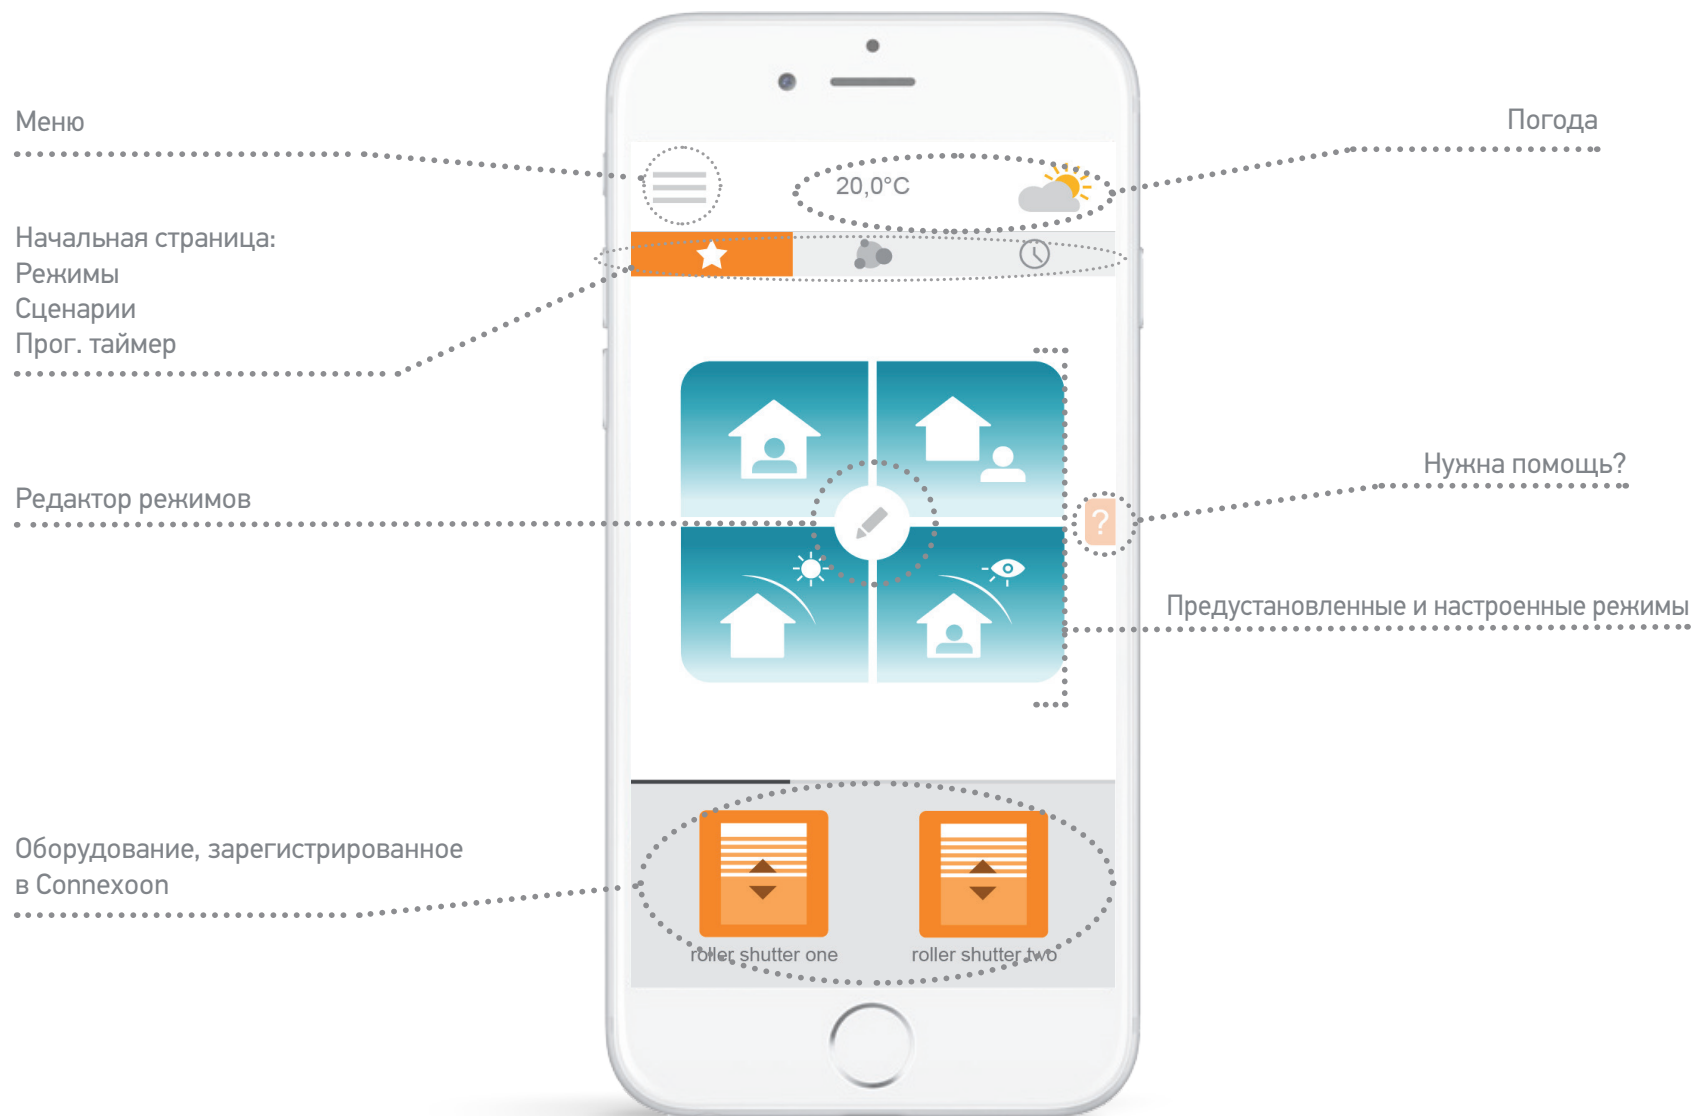 Меню
Погода
20,0°C
Начальная страница:
Режимы
Сценарии
Прог. таймер
Редактор режимов
Нужна помощь?
?
Предустановленные и настроенные режимы
Оборудование, зарегистрированное
в Connexoon
roller shutter one
roller shutter two